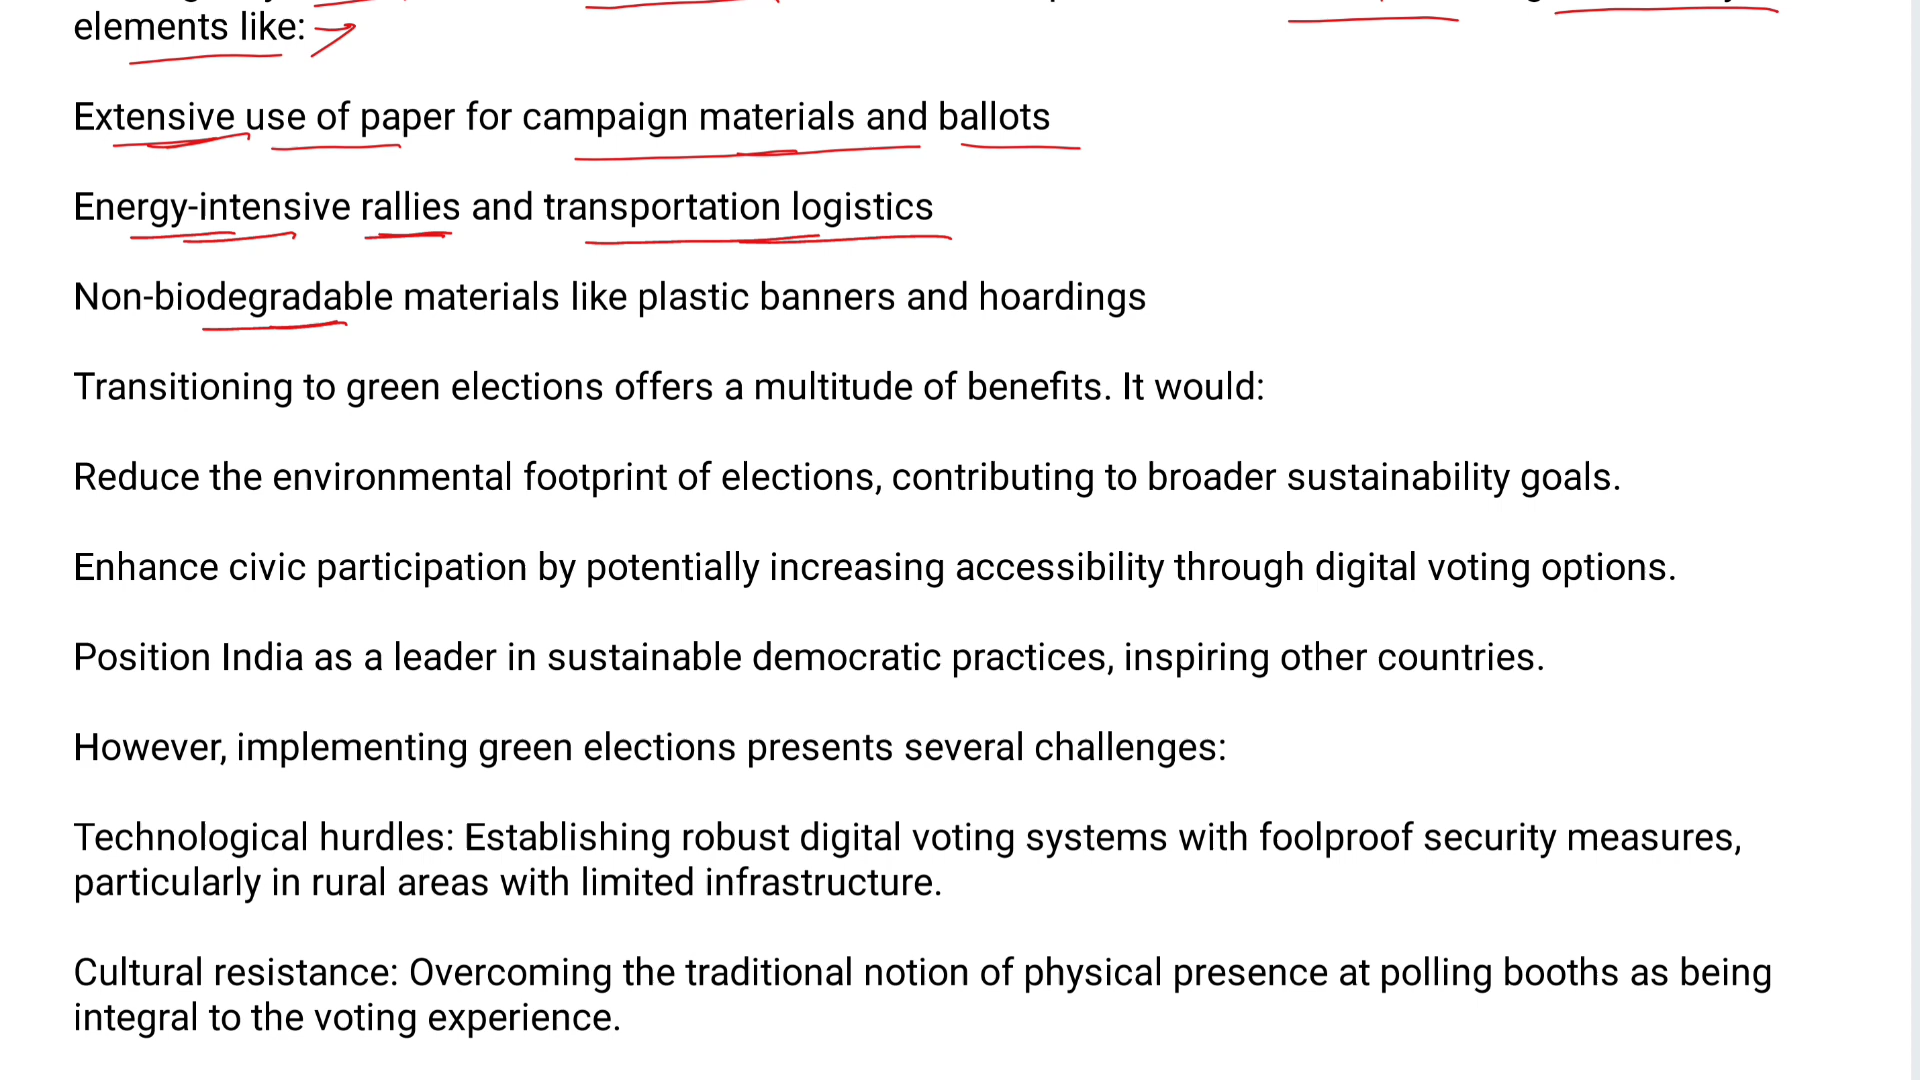 elements like:
Extensive use of paper for campaign materials and ballots
Energy-intensive rallies and transportation logistics
Non-biodegradable materials like plastic banners and hoardings
Transitioning to green elections offers a multitude of benefits. It would:
Reduce the environmental footprint of elections, contributing to broader sustainability goals.
Enhance civic participation by potentially increasing accessibility through digital voting options.
Position India as a leader in sustainable democratic practices, inspiring other countries.
However, implementing green elections presents several challenges:
Technological hurdles: Establishing robust digital voting systems with foolproof security measures,
particularly in rural areas with limited infrastructure.
Cultural resistance: Overcoming the traditional notion of physical presence at polling booths as being
integral to the voting experience.